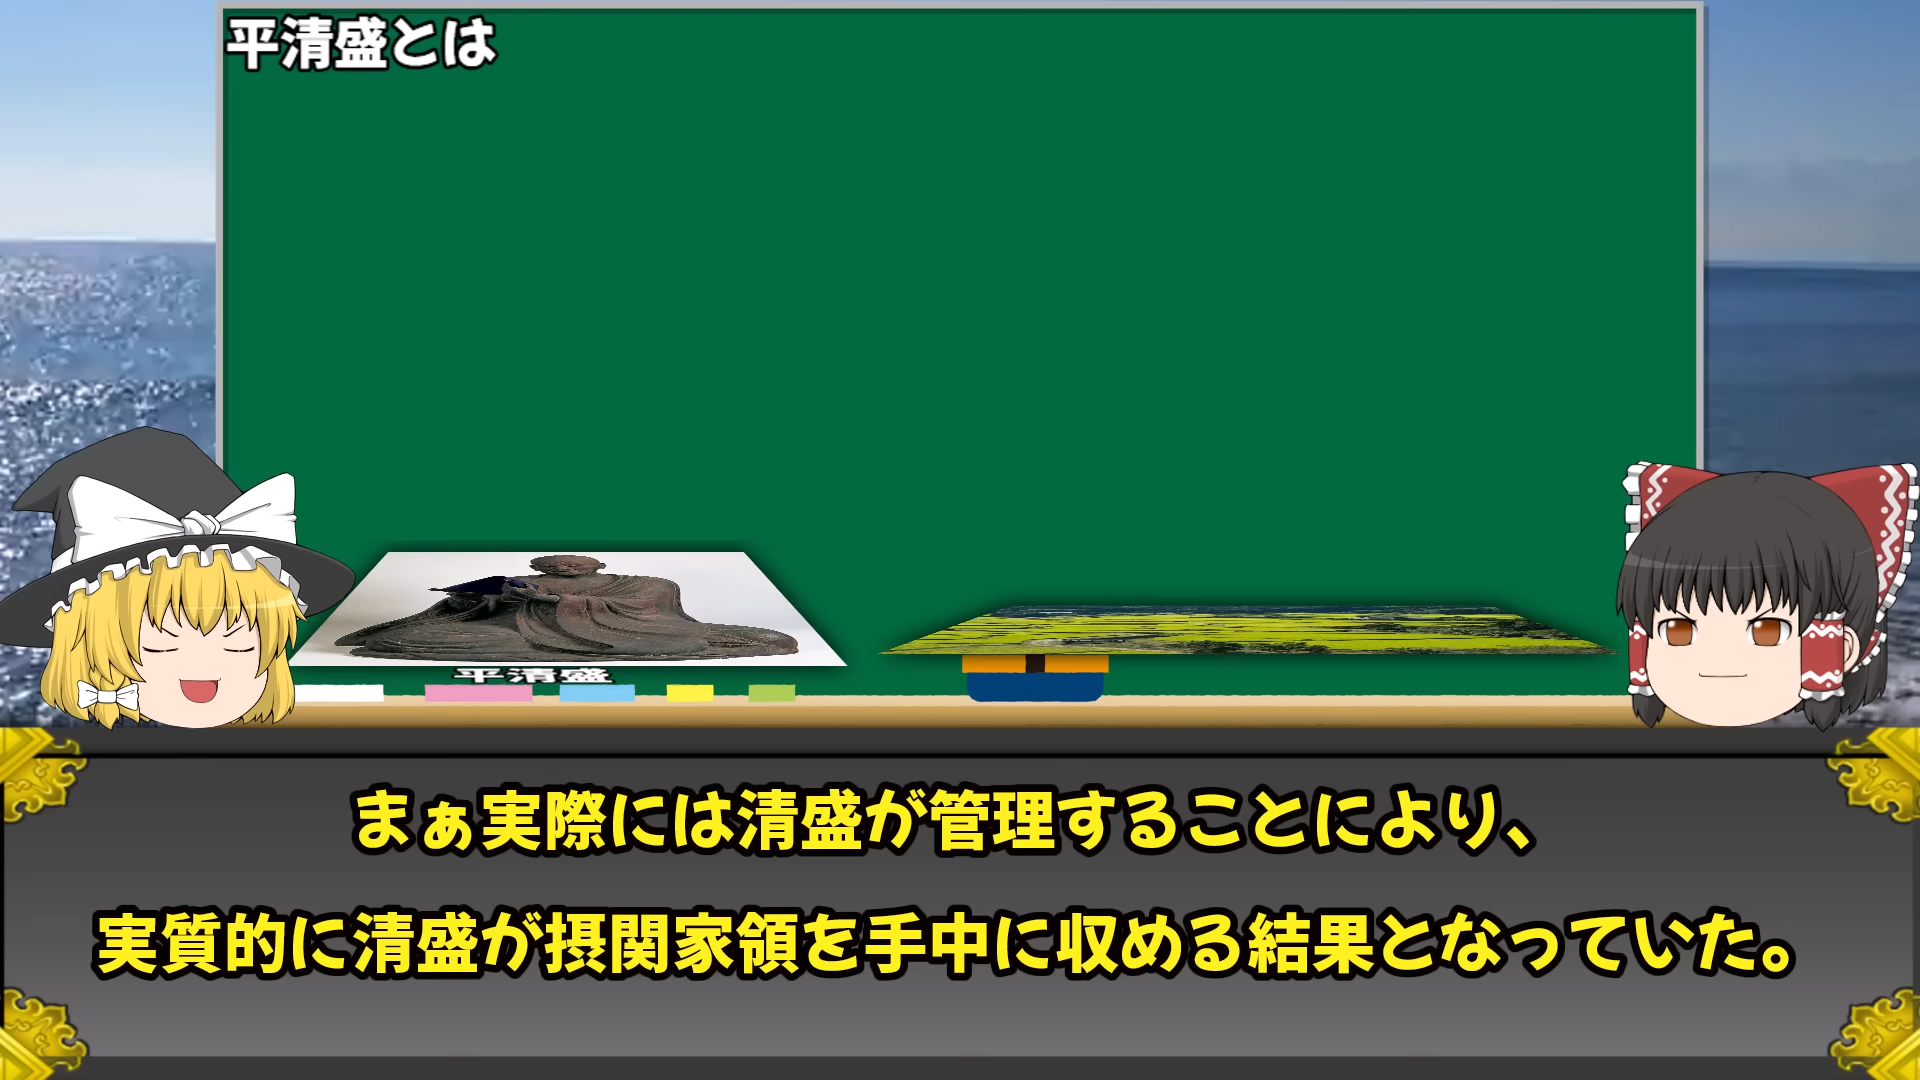 平清盛とは
平清盛
まぁ実際には清盛が管理することにより、
実質的に清盛が摂関家領を手中に収める結果となっていた。